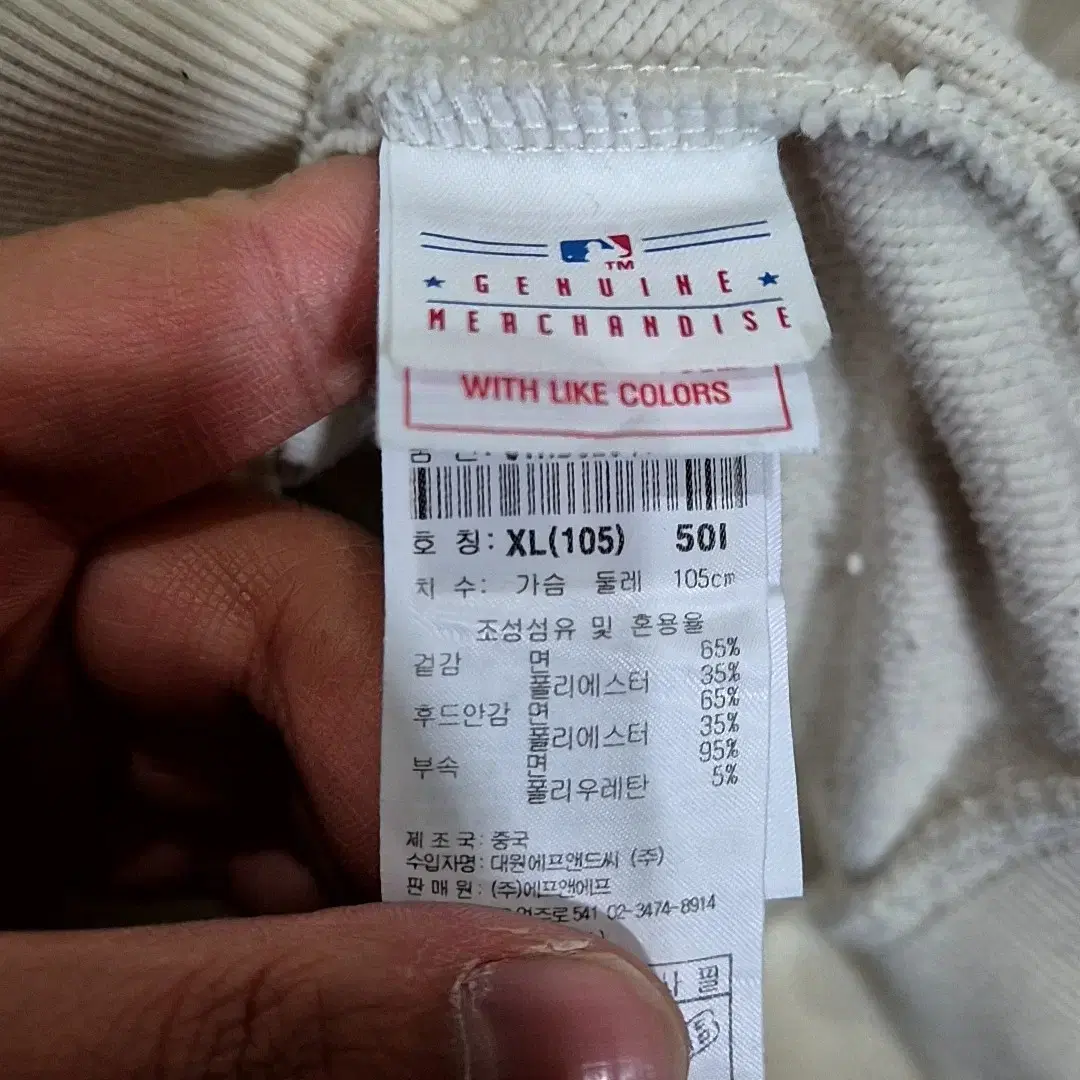 TM
GENUINE
MERCHANDISE
WITH LIKE COLORS
호 칭: XL(105) 50I
치 수: 가슴 둘레 105cm
조성섬유 및 혼용율
겉감 면 65%
폴리에스터 35%
후드안감 면 65%
폴리에스터 35%
부속 면 95%
폴리우레탄 5%
제 조 국: 중국
수입자명: 대원에프앤드씨 (주)
판 매 원: (주)에프앤에프
541 02-3474-8914
필